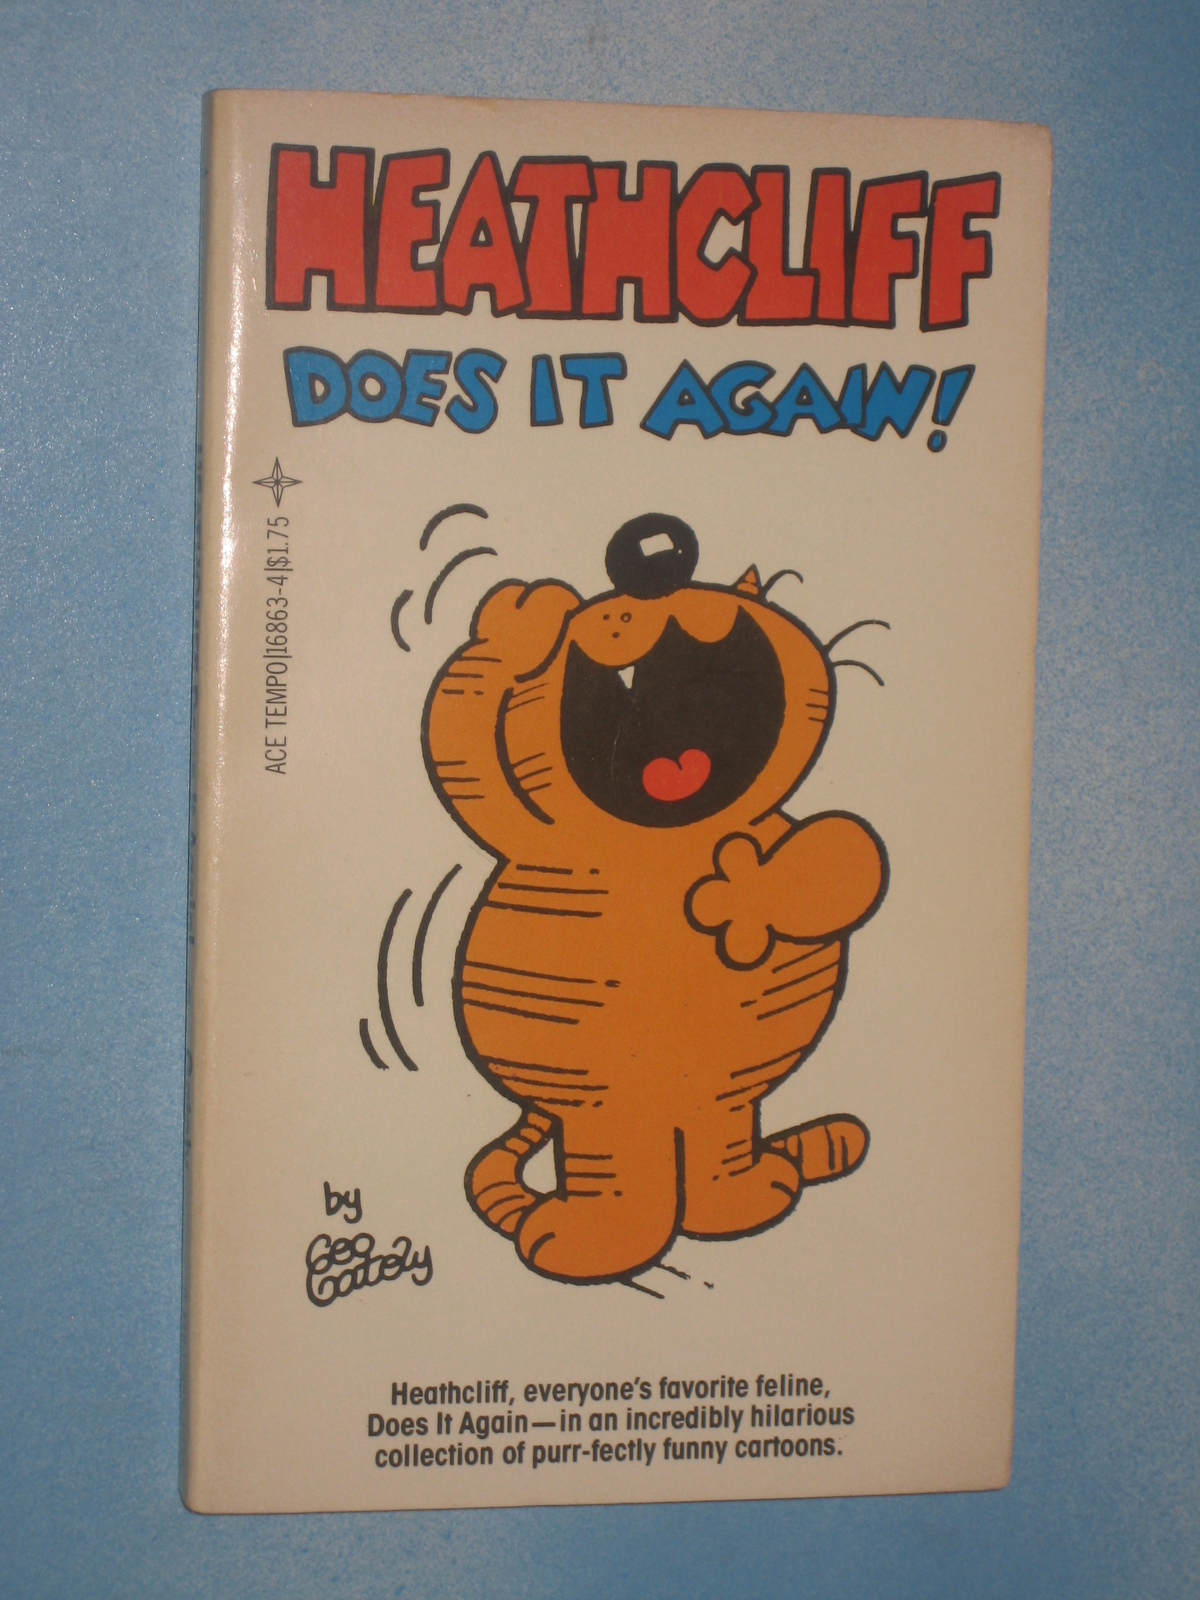 HEATHCLIFF
DOES IT AGAIN!
ACE TEMPO|16863-4|$1.75
by
Geo
Gately
Heathcliff, everyone's favorite feline,
Does It Again—in an incredibly hilarious
collection of purr-fectly funny cartoons.